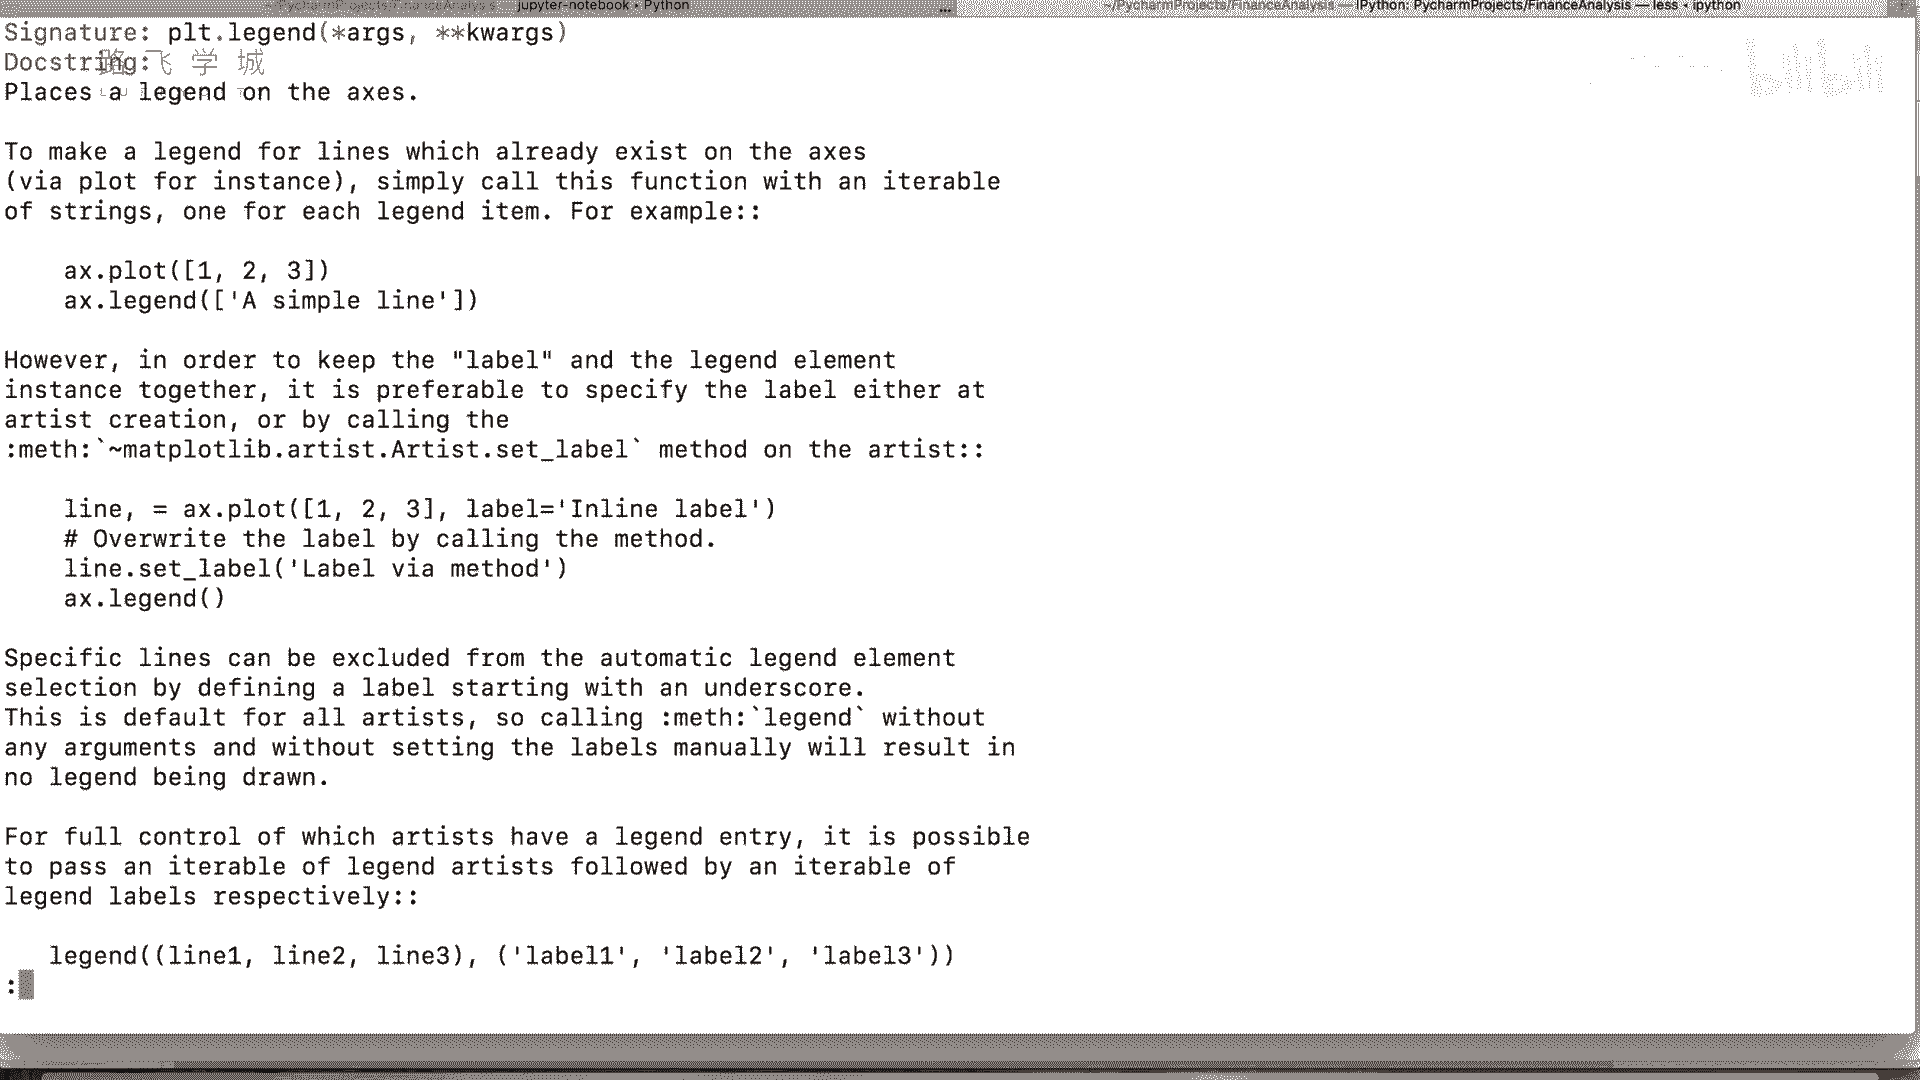 ~/PycharmProjects/FinanceAnalysis jupyter-notebook • Python ... ~/PycharmProjects/FinanceAnalysis — IPython: PycharmProjects/FinanceAnalysis — less • ipython
Signature: plt.legend(*args, **kwargs)
路飞学城
Docstring:
Places a legend on the axes.
bilibili
To make a legend for lines which already exist on the axes
(via plot for instance), simply call this function with an iterable
of strings, one for each legend item. For example::
ax.plot([1, 2, 3])
ax.legend(['A simple line'])
However, in order to keep the "label" and the legend element
instance together, it is preferable to specify the label either at
artist creation, or by calling the
:meth:`~matplotlib.artist.Artist.set_label` method on the artist::
line, = ax.plot([1, 2, 3], label='Inline label')
# Overwrite the label by calling the method.
line.set_label('Label via method')
ax.legend()
Specific lines can be excluded from the automatic legend element
selection by defining a label starting with an underscore.
This is default for all artists, so calling :meth:`legend` without
any arguments and without setting the labels manually will result in
no legend being drawn.
For full control of which artists have a legend entry, it is possible
to pass an iterable of legend artists followed by an iterable of
legend labels respectively::
legend((line1, line2, line3), ('label1', 'label2', 'label3'))
: